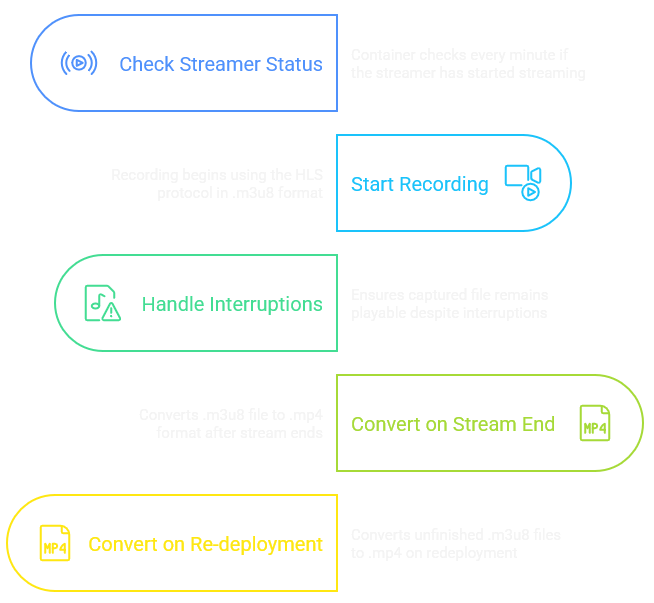 Check Streamer Status
Container checks every minute if
the streamer has started streaming
Recording begins using the HLS
protocol in .m3u8 format
Start Recording
Handle Interruptions
Ensures captured file remains
playable despite interruptions
Converts .m3u8 file to .mp4
format after stream ends
Convert on Stream End
MP4
MP4
Convert on Re-deployment
Converts unfinished .m3u8 files
to .mp4 on redeployment